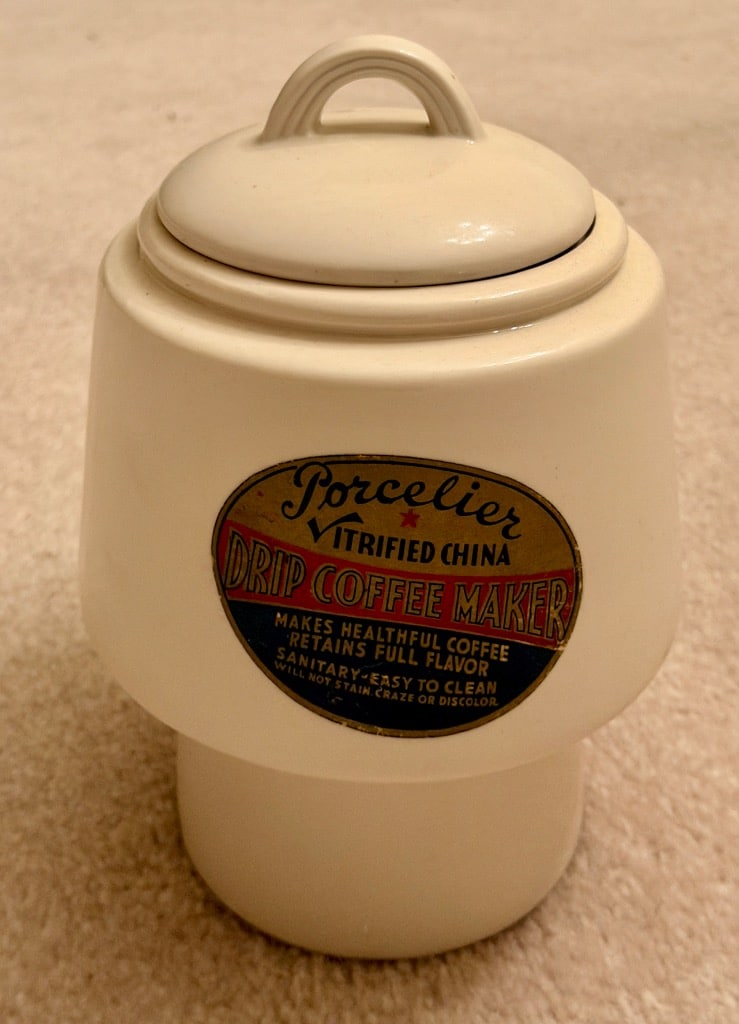 Porcelier
VITRIFIED CHINA
DRIP COFFEE MAKER
MAKES HEALTHFUL COFFEE
RETAINS FULL FLAVOR
SANITARY-EASY TO CLEAN
WILL NOT STAIN, CRAZE OR DISCOLOR